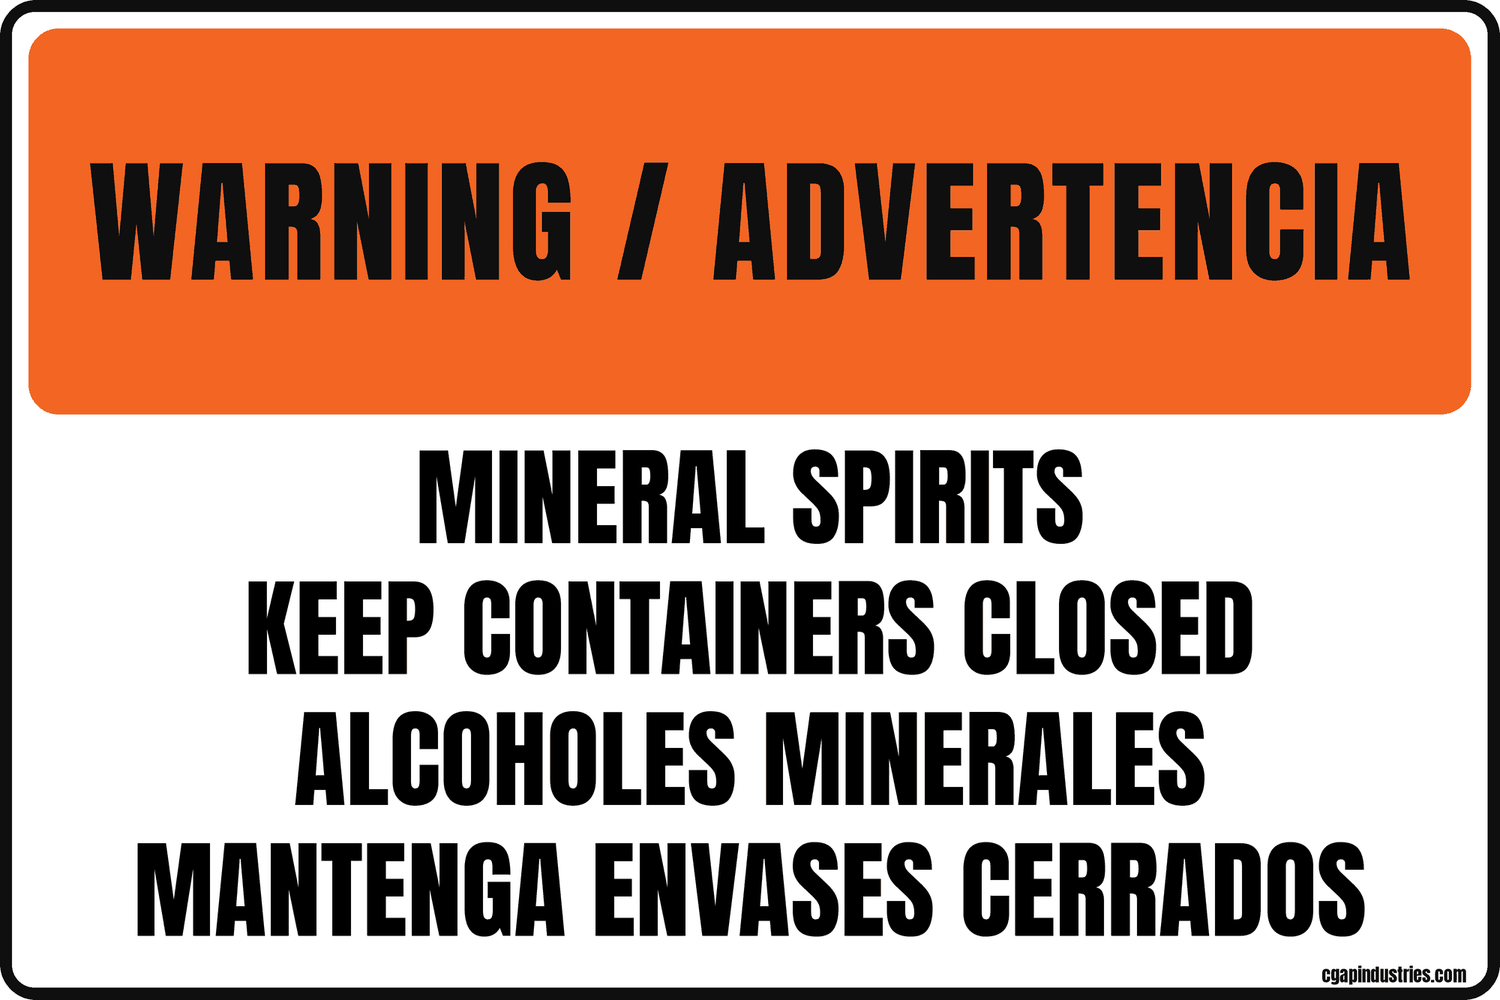 WARNING / ADVERTENCIA
MINERAL SPIRITS
KEEP CONTAINERS CLOSED
ALCOHOLES MINERALES
MANTENGA ENVASES CERRADOS
cgapindustries.com